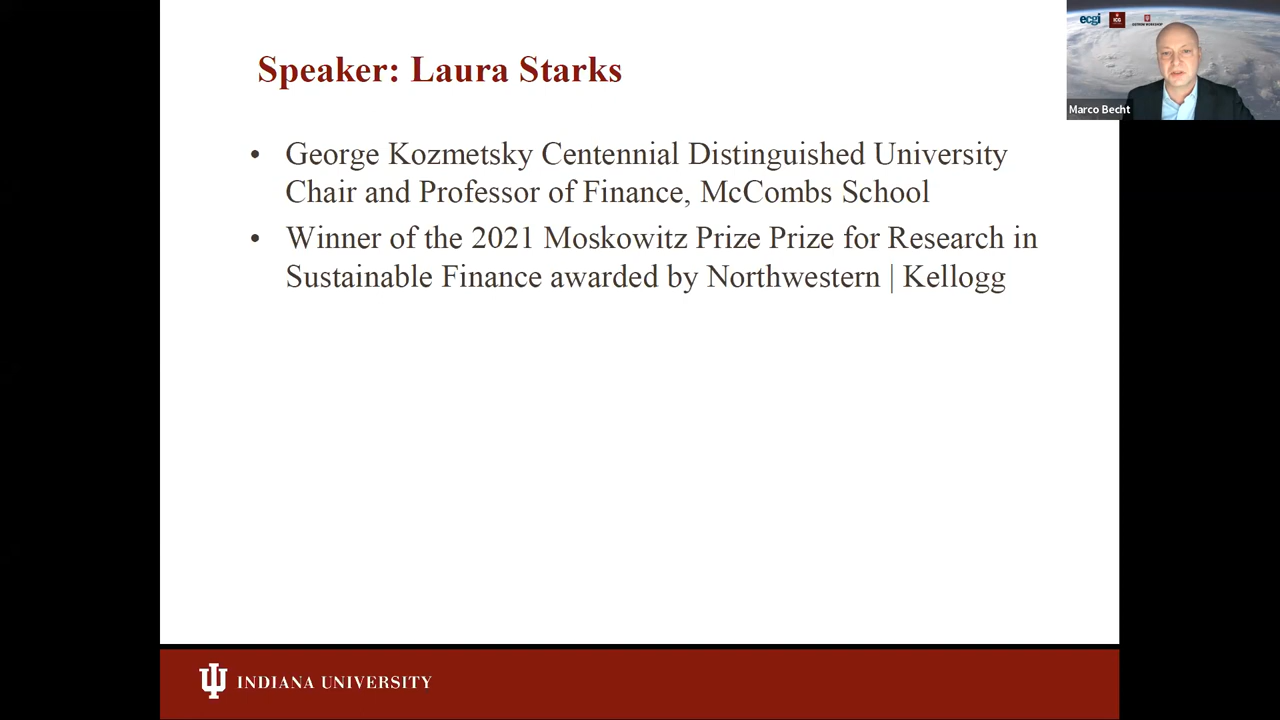 Speaker: Laura Starks
• George Kozmetsky Centennial Distinguished University
Chair and Professor of Finance, McCombs School
• Winner of the 2021 Moskowitz Prize Prize for Research in
Sustainable Finance awarded by Northwestern | Kellogg
INDIANA UNIVERSITY
ecgi
Marco Becht